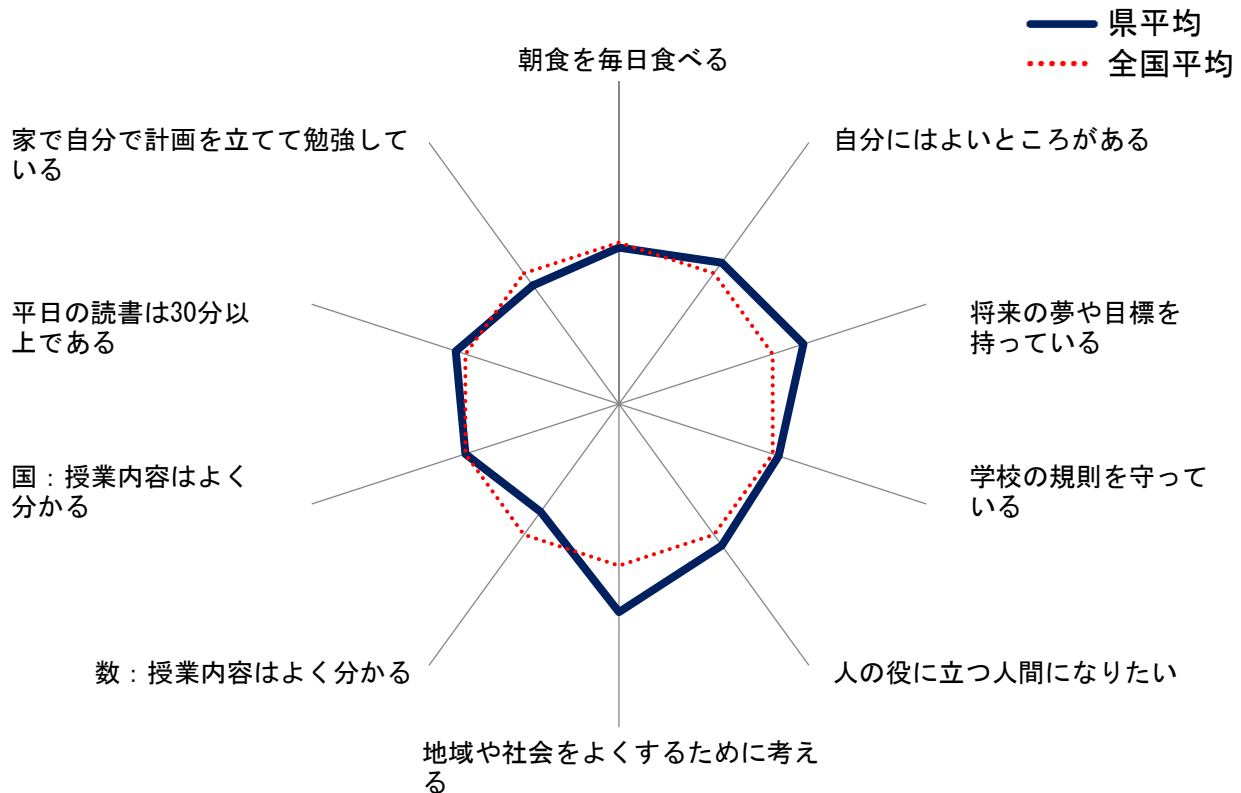 県平均
全国平均
朝食を毎日食べる
自分にはよいところがある
将来の夢や目標を
持っている
学校の規則を守って
いる
人の役に立つ人間になりたい
地域や社会をよくするために考え
る
数：授業内容はよく分かる
国：授業内容はよく
分かる
平日の読書は30分以
上である
家で自分で計画を立てて勉強して
いる